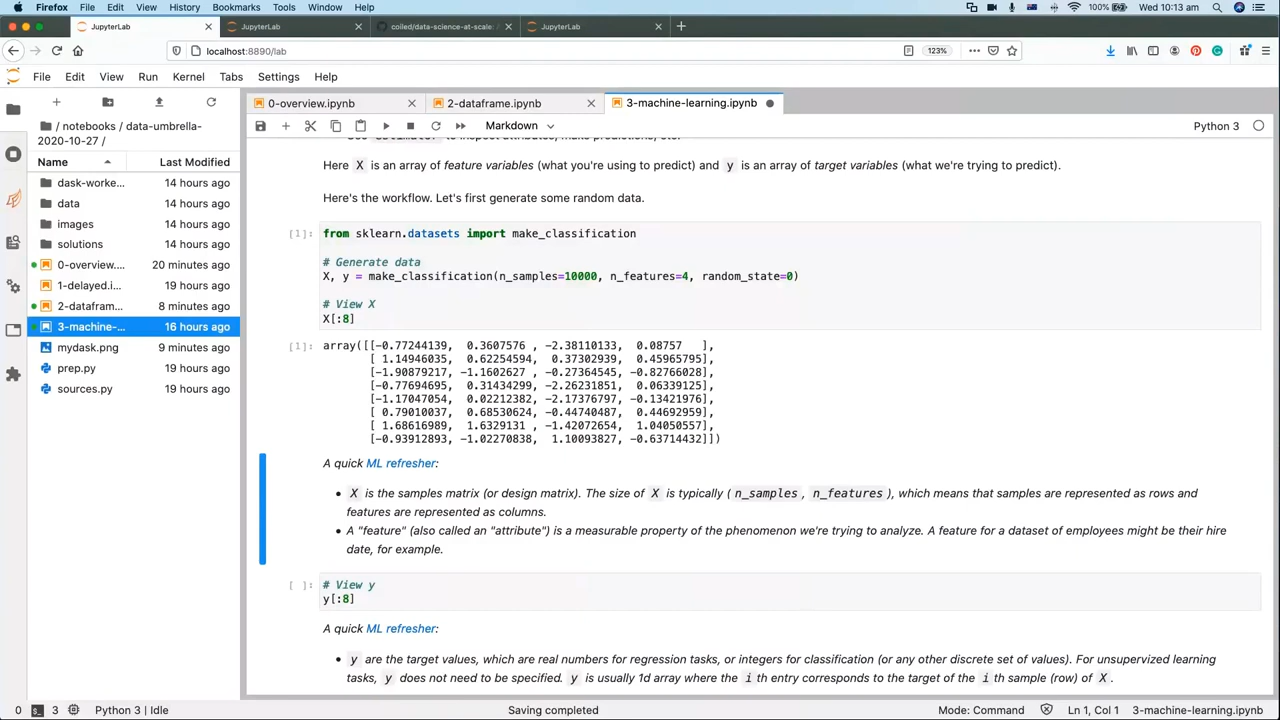 Firefox File Edit View History Bookmarks Tools Window Help 100% Wed 10:13 am
JupyterLab JupyterLab coiled/data-science-at-scale: JupyterLab
localhost:8890/lab 123%
File Edit View Run Kernel Tabs Settings Help
0-overview.ipynb 2-dataframe.ipynb 3-machine-learning.ipynb
/ notebooks / data-umbrella-
2020-10-27 /
Markdown Python 3
Name Last Modified
dask-worke... 14 hours ago
data 14 hours ago
images 14 hours ago
solutions 14 hours ago
0-overview.... 20 minutes ago
1-delayed.i... 19 hours ago
2-datafram... 8 minutes ago
3-machine-... 16 hours ago
mydask.png 9 minutes ago
prep.py 19 hours ago
sources.py 19 hours ago
Here X is an array of feature variables (what you're using to predict) and y is an array of target variables (what we're trying to predict).
Here's the workflow. Let's first generate some random data.
[1]: from sklearn.datasets import make_classification
# Generate data
X, y = make_classification(n_samples=10000, n_features=4, random_state=0)
# View X
X[:8]
[1]: array([[-0.77244139, 0.3607576 , -2.38110133, 0.08757 ],
[ 1.14946035, 0.62254594, 0.37302939, 0.45965795],
[-1.90879217, -1.1602627 , -0.27364545, -0.82766028],
[-0.77694695, 0.31434299, -2.26231851, 0.06339125],
[-1.17047054, 0.02212382, -2.17376797, -0.13421976],
[ 0.79010037, 0.68530624, -0.44740487, 0.44692959],
[ 1.68616989, 1.6329131 , -1.42072654, 1.04050557],
[-0.93912893, -1.02270838, 1.10093827, -0.63714432]])
A quick ML refresher:
• X is the samples matrix (or design matrix). The size of X is typically ( n_samples , n_features ), which means that samples are represented as rows and
features are represented as columns.
• A "feature" (also called an "attribute") is a measurable property of the phenomenon we're trying to analyze. A feature for a dataset of employees might be their hire
date, for example.
[ ]: # View y
y[:8]
A quick ML refresher:
• y are the target values, which are real numbers for regression tasks, or integers for classification (or any other discrete set of values). For unsupervized learning
tasks, y does not need to be specified. y is usually 1d array where the i th entry corresponds to the target of the i th sample (row) of X .
0 3 Python 3 | Idle Saving completed Mode: Command Ln 1, Col 1 3-machine-learning.ipynb